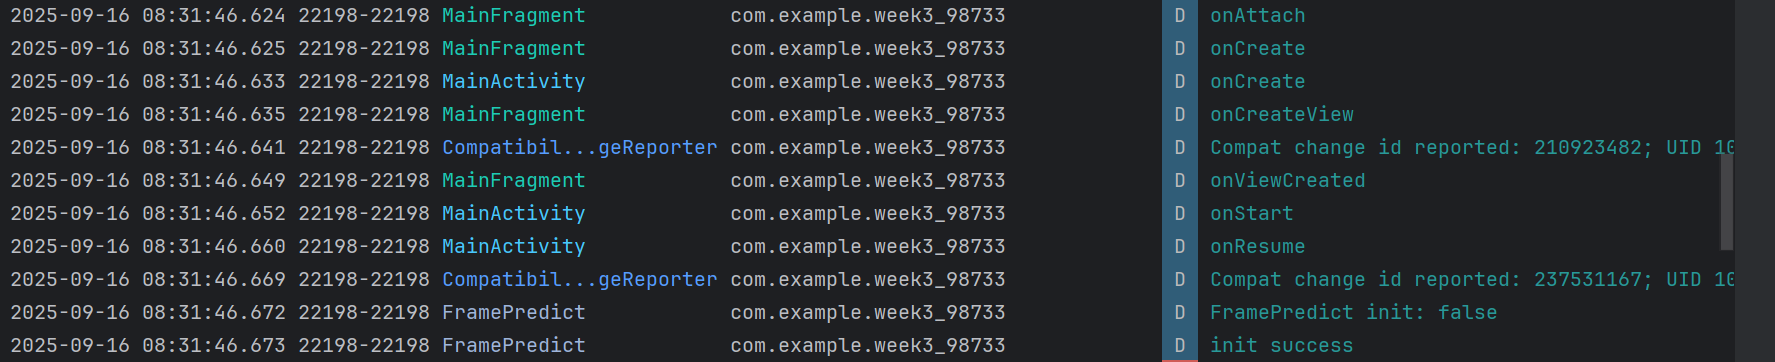 2025-09-16 08:31:46.624 22198-22198 MainFragment com.example.week3_98733 D onAttach
2025-09-16 08:31:46.625 22198-22198 MainFragment com.example.week3_98733 D onCreate
2025-09-16 08:31:46.633 22198-22198 MainActivity com.example.week3_98733 D onCreate
2025-09-16 08:31:46.635 22198-22198 MainFragment com.example.week3_98733 D onCreateView
2025-09-16 08:31:46.641 22198-22198 Compatibil...geReporter com.example.week3_98733 D Compat change id reported: 210923482; UID 10
2025-09-16 08:31:46.649 22198-22198 MainFragment com.example.week3_98733 D onViewCreated
2025-09-16 08:31:46.652 22198-22198 MainActivity com.example.week3_98733 D onStart
2025-09-16 08:31:46.660 22198-22198 MainActivity com.example.week3_98733 D onResume
2025-09-16 08:31:46.669 22198-22198 Compatibil...geReporter com.example.week3_98733 D Compat change id reported: 237531167; UID 10
2025-09-16 08:31:46.672 22198-22198 FramePredict com.example.week3_98733 D FramePredict init: false
2025-09-16 08:31:46.673 22198-22198 FramePredict com.example.week3_98733 D init success